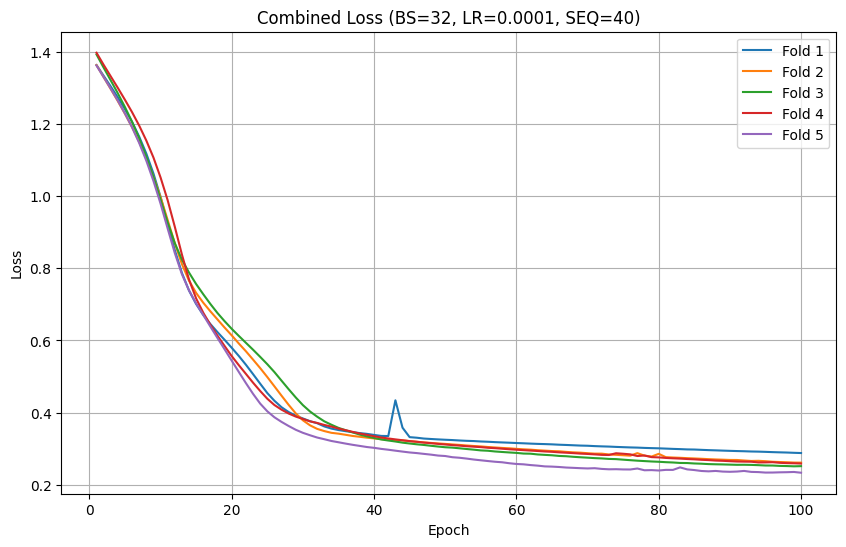 Combined Loss (BS=32, LR=0.0001, SEQ=40)
Fold 1
Fold 2
Fold 3
Fold 4
Fold 5
Loss
1.4
1.2
1.0
0.8
0.6
0.4
0.2
0 20 40 60 80 100
Epoch